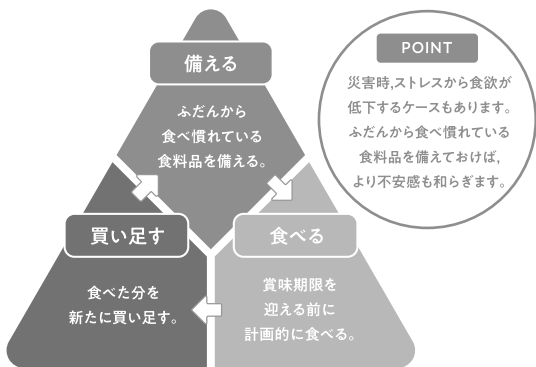 備える
ふだんから
食べ慣れている
食料品を備える。
POINT
災害時,ストレスから食欲が
低下するケースもあります。
ふだんから食べ慣れている
食料品を備えておけば,
より不安感も和らぎます。
買い足す
食べた分を
新たに買い足す。
食べる
賞味期限を
迎える前に
計画的に食べる。